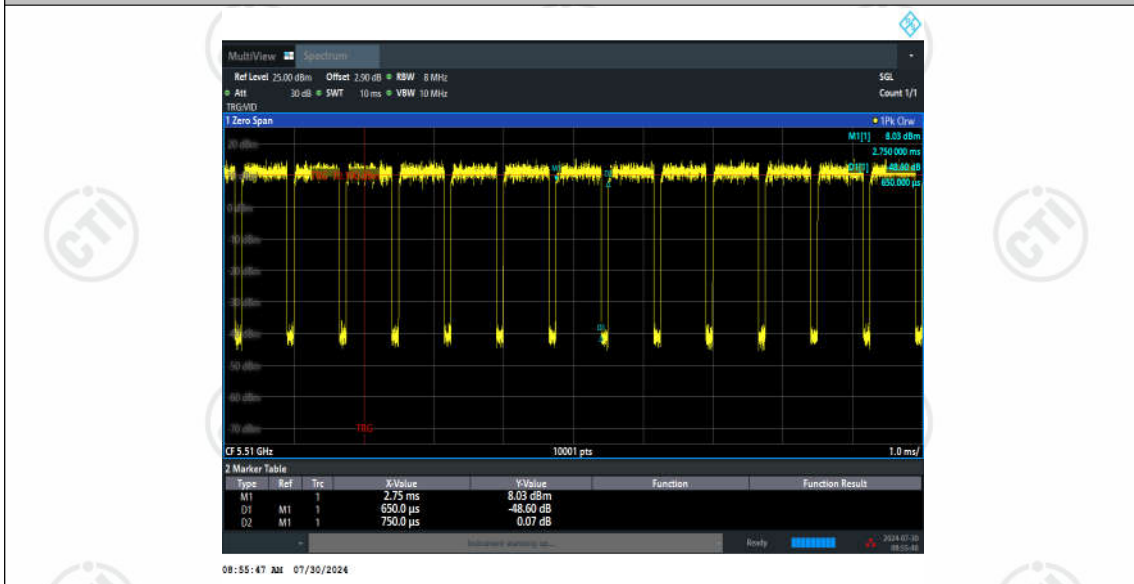 MultiView Spectrum
Ref Level 25.00 dBm Offset 2.90 dB RBW 8 MHz SGL
Att 30 dB SWT 10 ms VBW 10 MHz Count 1/1
TRG:VID
1 Zero Span 1Pk Clrw
M1[1] 8.03 dBm
2.750 000 ms
20 dBm
-48.60 dB
650.000 µs
0 dBm
-10 dBm
-20 dBm
-30 dBm
-50 dBm
-60 dBm
-70 dBm
TRG
CF 5.51 GHz 10001 pts 1.0 ms/
2 Marker Table
Type Ref Trc X-Value Y-Value Function Function Result
M1 1 2.75 ms 8.03 dBm
D1 M1 1 650.0 µs -48.60 dB
D2 M1 1 750.0 µs 0.07 dB
Ready 2024-07-30
08:55:47 AM 07/30/2024
CTI
CTI